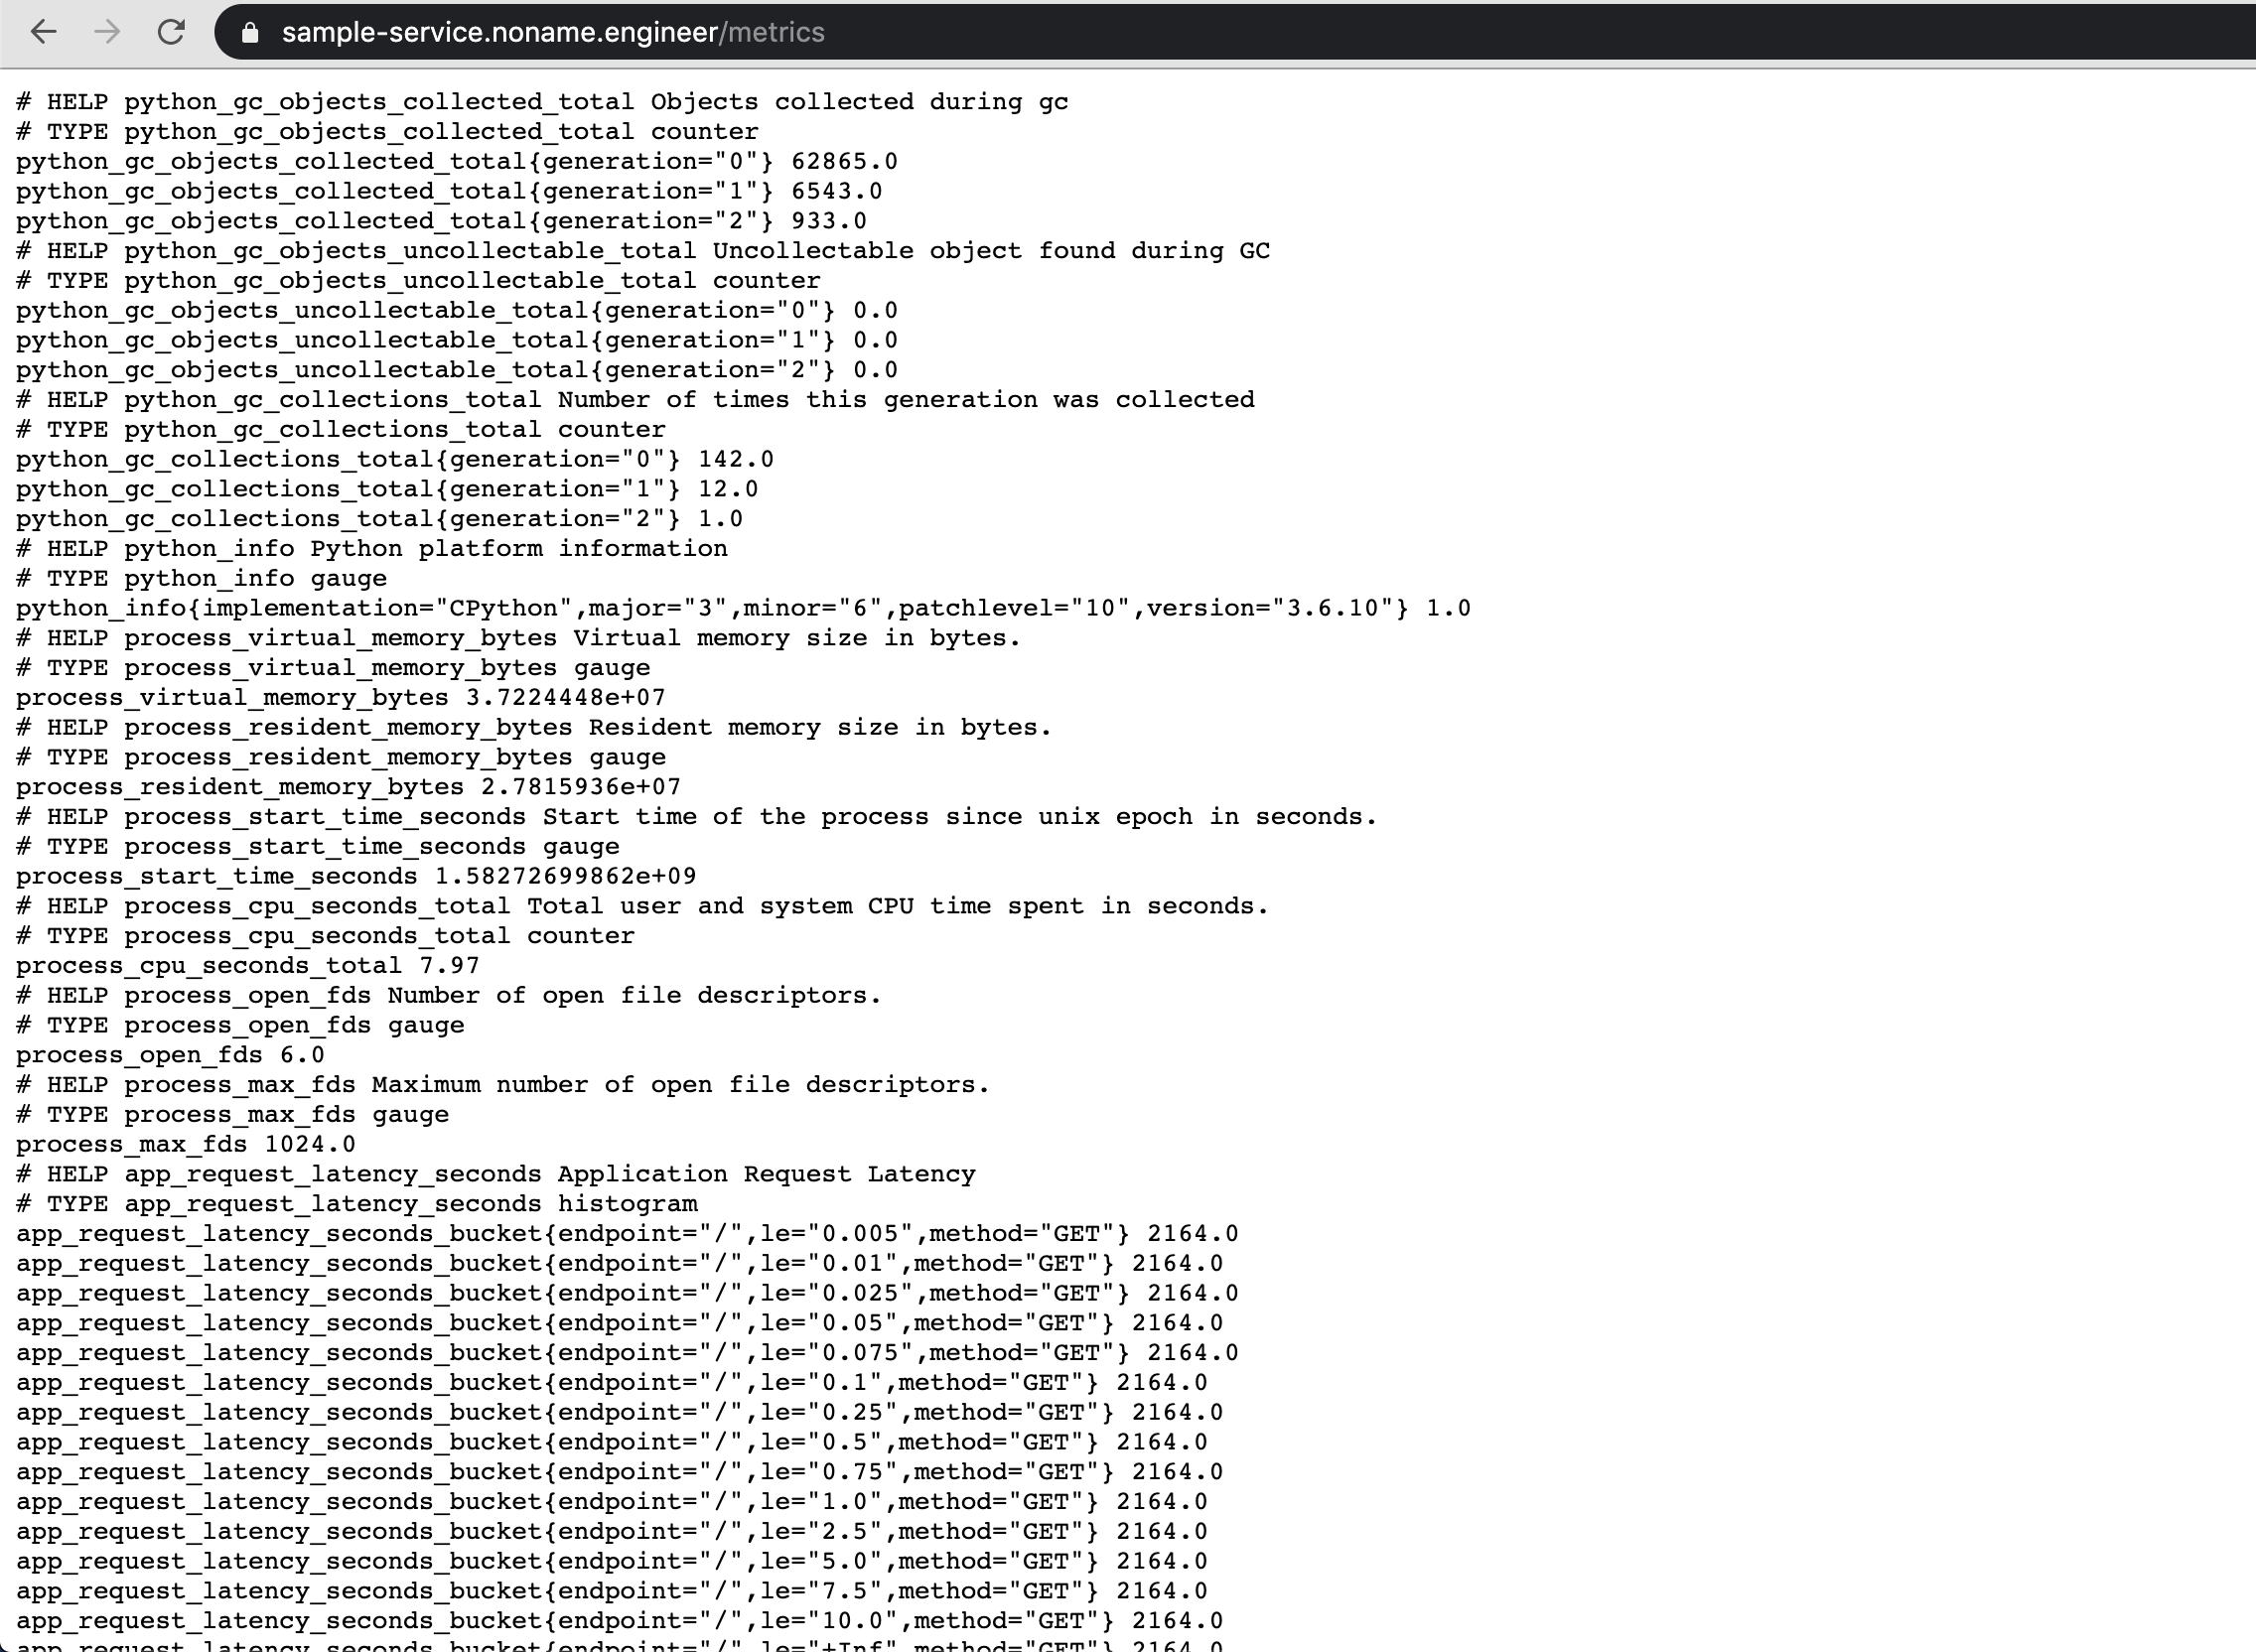 sample-service.noname.engineer/metrics
# HELP python_gc_objects_collected_total Objects collected during gc
# TYPE python_gc_objects_collected_total counter
python_gc_objects_collected_total{generation="0"} 62865.0
python_gc_objects_collected_total{generation="1"} 6543.0
python_gc_objects_collected_total{generation="2"} 933.0
# HELP python_gc_objects_uncollectable_total Uncollectable object found during GC
# TYPE python_gc_objects_uncollectable_total counter
python_gc_objects_uncollectable_total{generation="0"} 0.0
python_gc_objects_uncollectable_total{generation="1"} 0.0
python_gc_objects_uncollectable_total{generation="2"} 0.0
# HELP python_gc_collections_total Number of times this generation was collected
# TYPE python_gc_collections_total counter
python_gc_collections_total{generation="0"} 142.0
python_gc_collections_total{generation="1"} 12.0
python_gc_collections_total{generation="2"} 1.0
# HELP python_info Python platform information
# TYPE python_info gauge
python_info{implementation="CPython",major="3",minor="6",patchlevel="10",version="3.6.10"} 1.0
# HELP process_virtual_memory_bytes Virtual memory size in bytes.
# TYPE process_virtual_memory_bytes gauge
process_virtual_memory_bytes 3.7224448e+07
# HELP process_resident_memory_bytes Resident memory size in bytes.
# TYPE process_resident_memory_bytes gauge
process_resident_memory_bytes 2.7815936e+07
# HELP process_start_time_seconds Start time of the process since unix epoch in seconds.
# TYPE process_start_time_seconds gauge
process_start_time_seconds 1.58272699862e+09
# HELP process_cpu_seconds_total Total user and system CPU time spent in seconds.
# TYPE process_cpu_seconds_total counter
process_cpu_seconds_total 7.97
# HELP process_open_fds Number of open file descriptors.
# TYPE process_open_fds gauge
process_open_fds 6.0
# HELP process_max_fds Maximum number of open file descriptors.
# TYPE process_max_fds gauge
process_max_fds 1024.0
# HELP app_request_latency_seconds Application Request Latency
# TYPE app_request_latency_seconds histogram
app_request_latency_seconds_bucket{endpoint="/",le="0.005",method="GET"} 2164.0
app_request_latency_seconds_bucket{endpoint="/",le="0.01",method="GET"} 2164.0
app_request_latency_seconds_bucket{endpoint="/",le="0.025",method="GET"} 2164.0
app_request_latency_seconds_bucket{endpoint="/",le="0.05",method="GET"} 2164.0
app_request_latency_seconds_bucket{endpoint="/",le="0.075",method="GET"} 2164.0
app_request_latency_seconds_bucket{endpoint="/",le="0.1",method="GET"} 2164.0
app_request_latency_seconds_bucket{endpoint="/",le="0.25",method="GET"} 2164.0
app_request_latency_seconds_bucket{endpoint="/",le="0.5",method="GET"} 2164.0
app_request_latency_seconds_bucket{endpoint="/",le="0.75",method="GET"} 2164.0
app_request_latency_seconds_bucket{endpoint="/",le="1.0",method="GET"} 2164.0
app_request_latency_seconds_bucket{endpoint="/",le="2.5",method="GET"} 2164.0
app_request_latency_seconds_bucket{endpoint="/",le="5.0",method="GET"} 2164.0
app_request_latency_seconds_bucket{endpoint="/",le="7.5",method="GET"} 2164.0
app_request_latency_seconds_bucket{endpoint="/",le="10.0",method="GET"} 2164.0
app_request_latency_seconds_bucket{endpoint="/",le="+Inf",method="GET"} 2164.0